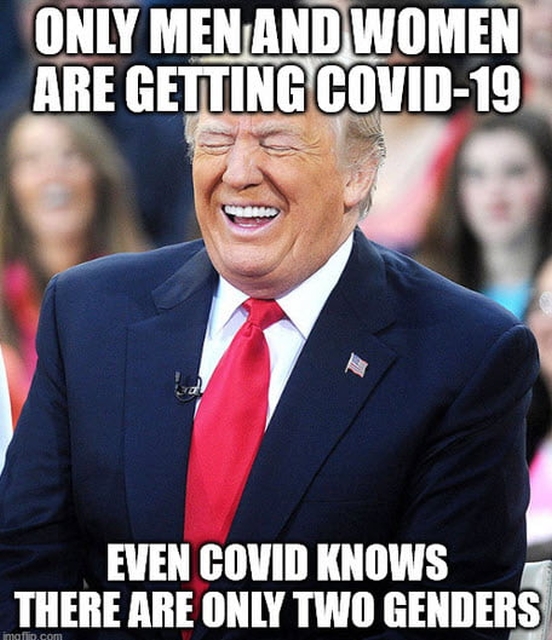 ONLY MEN AND WOMEN
ARE GETTING COVID-19
EVEN COVID KNOWS
THERE ARE ONLY TWO GENDERS
imgflip.com